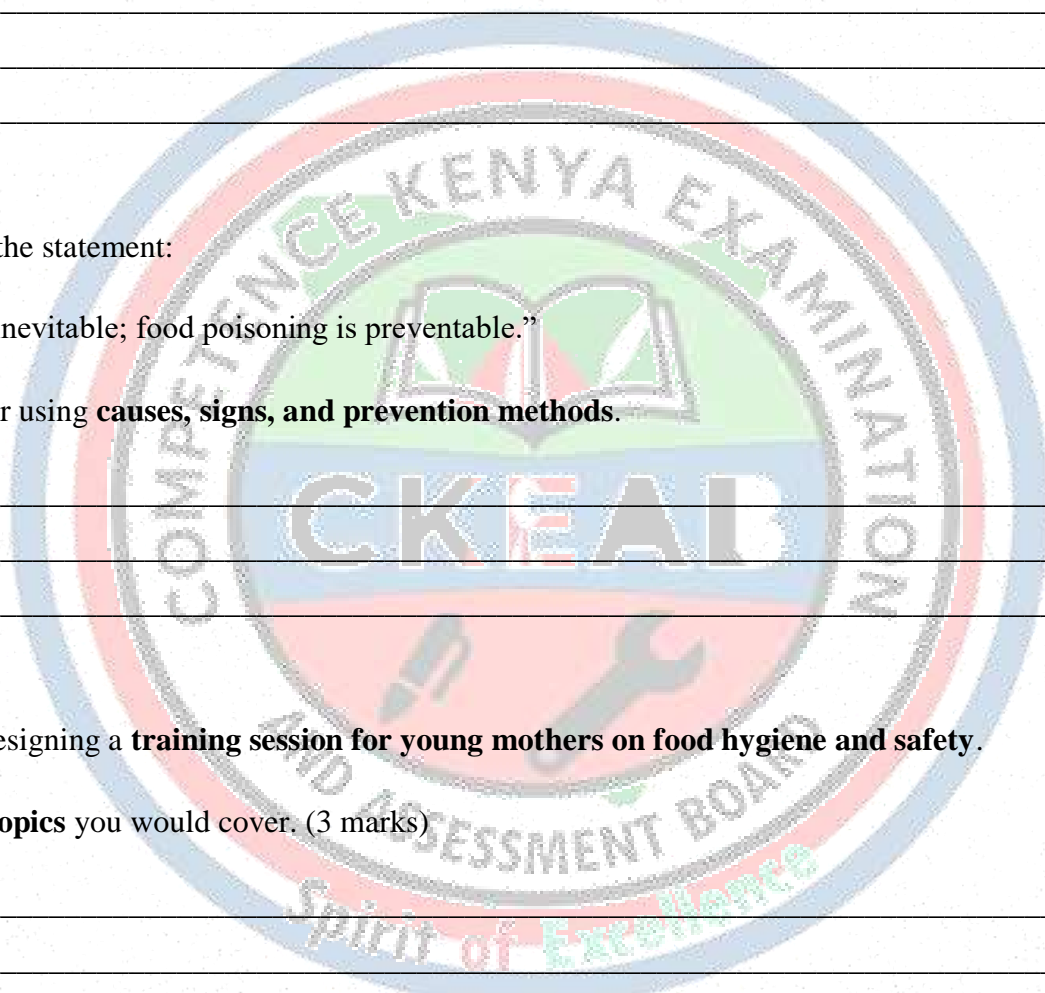 COMPETENCE KENYA EXAMINATION
the statement:
nevitable; food poisoning is preventable.”
r using causes, signs, and prevention methods.
CKEAB
esigning a training session for young mothers on food hygiene and safety.
opics you would cover. (3 marks)
AND ASSESSMENT BOARD
Spirit of Excellence